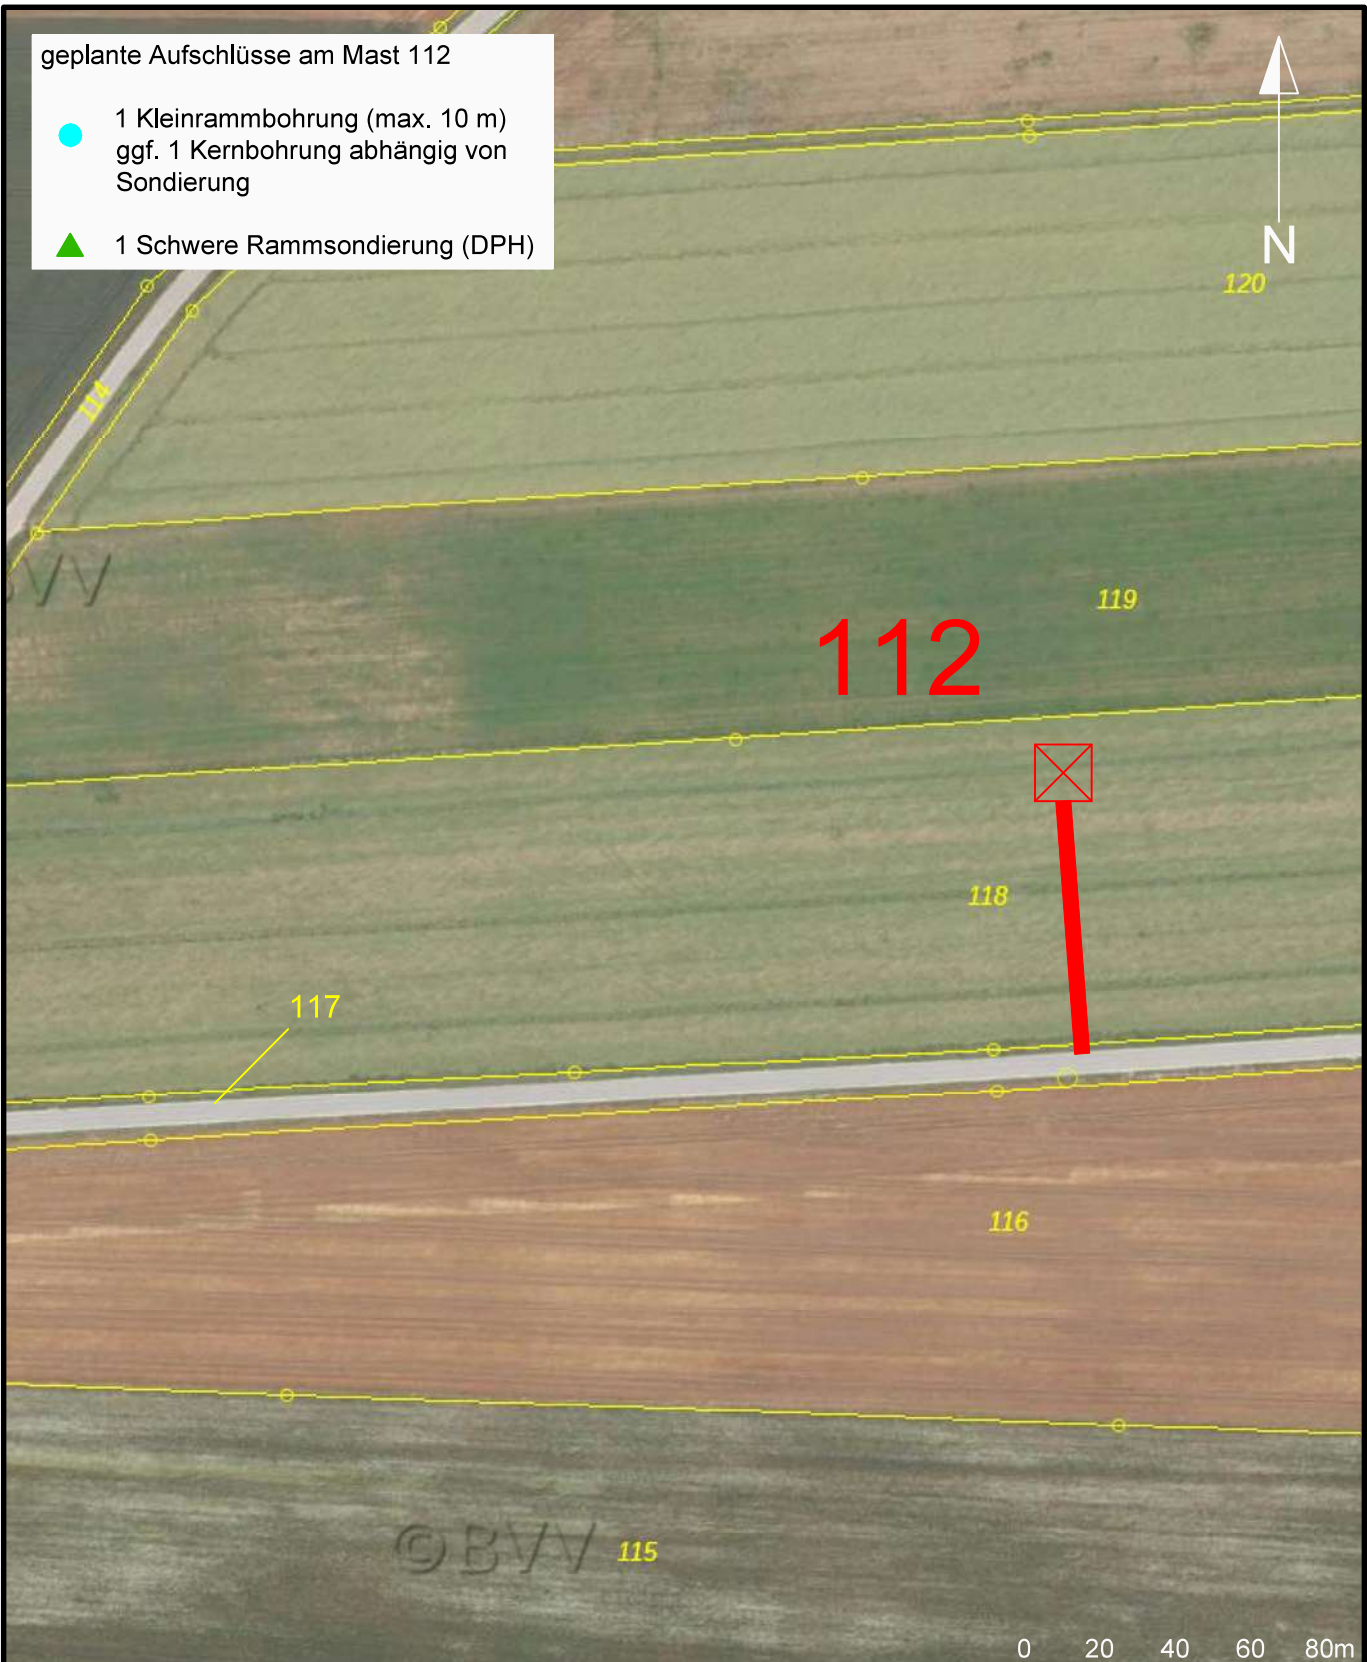 geplante Aufschlüsse am Mast 112
1 Kleinrammbohrung (max. 10 m)
ggf. 1 Kernbohrung abhängig von
Sondierung
1 Schwere Rammsondierung (DPH)
N
120
114
119
112
118
117
116
©BVV
115
0 20 40 60 80m